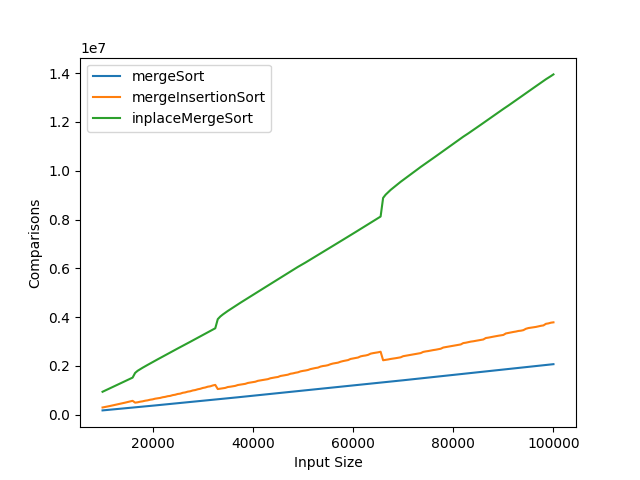 1e7
mergeSort
mergeInsertionSort
inplaceMergeSort
1.4
1.2
1.0
0.8
0.6
0.4
0.2
0.0
Comparisons
20000 40000 60000 80000 100000
Input Size